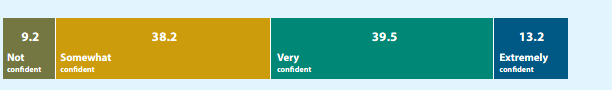 9.2 38.2 39.5 13.2
Not Somewhat Very Extremely
confident confident confident confident